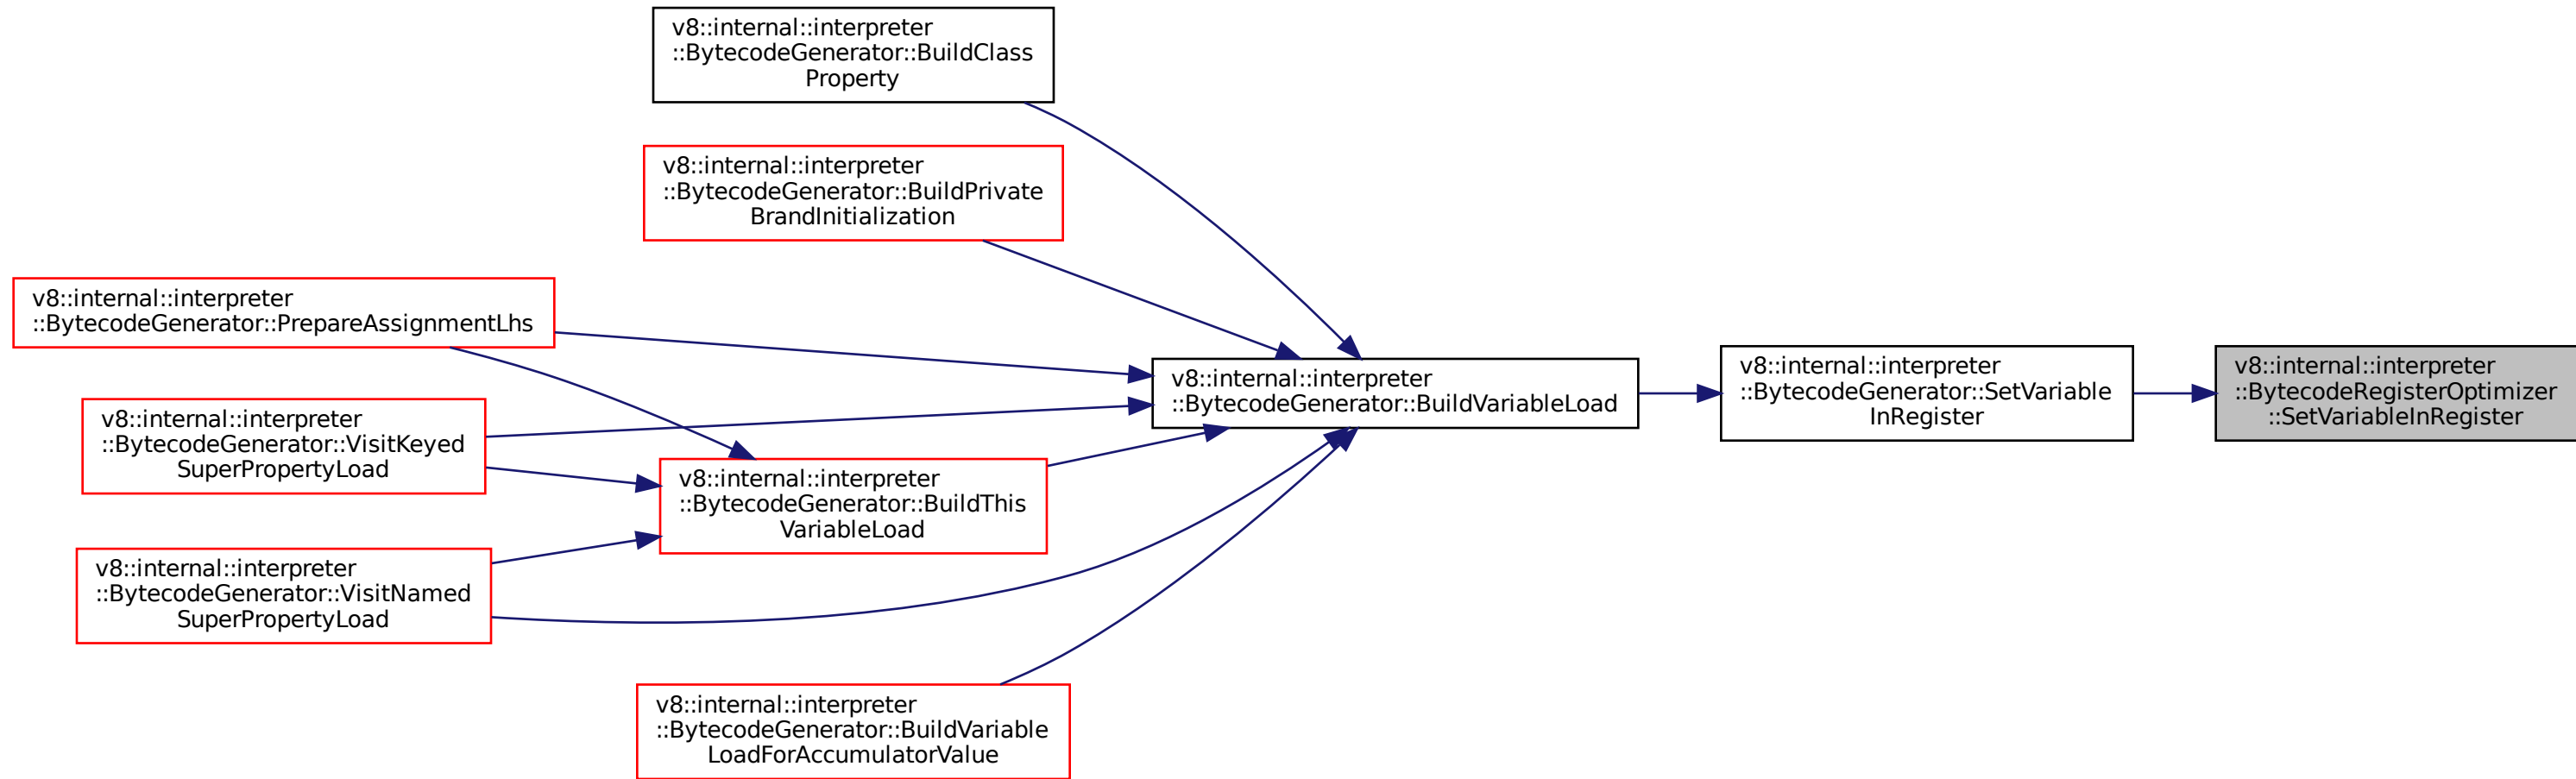 v8::internal::interpreter
::BytecodeGenerator::BuildClass
Property
v8::internal::interpreter
::BytecodeGenerator::BuildPrivate
BrandInitialization
v8::internal::interpreter
::BytecodeGenerator::PrepareAssignmentLhs
v8::internal::interpreter
::BytecodeGenerator::VisitKeyed
SuperPropertyLoad
v8::internal::interpreter
::BytecodeGenerator::VisitNamed
SuperPropertyLoad
v8::internal::interpreter
::BytecodeGenerator::BuildThis
VariableLoad
v8::internal::interpreter
::BytecodeGenerator::BuildVariable
LoadForAccumulatorValue
v8::internal::interpreter
::BytecodeGenerator::BuildVariableLoad
v8::internal::interpreter
::BytecodeGenerator::SetVariable
InRegister
v8::internal::interpreter
::BytecodeRegisterOptimizer
::SetVariableInRegister